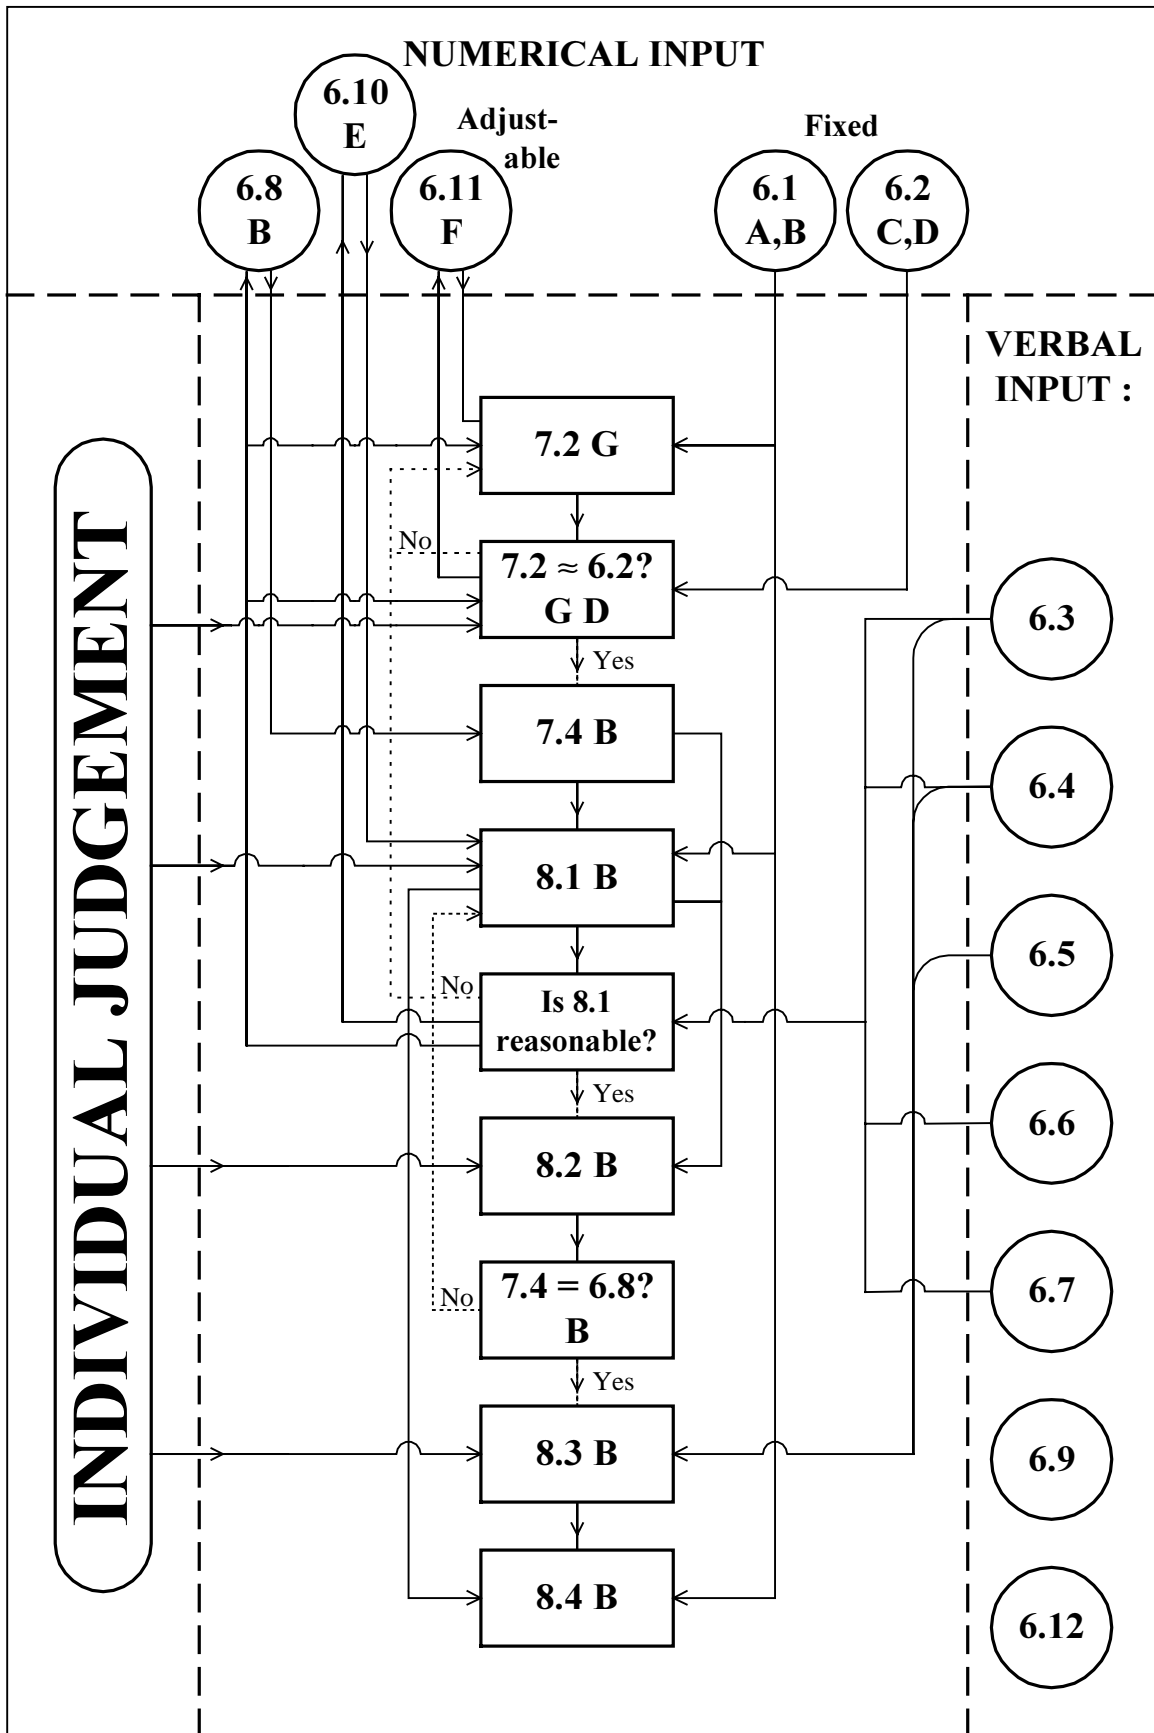 NUMERICAL INPUT
6.10
E
Adjust-
able
Fixed
6.8
B
6.11
F
6.1
A,B
6.2
C,D
VERBAL
INPUT :
INDIVIDUAL JUDGEMENT
7.2 G
No
7.2 ≈ 6.2?
G D
Yes
6.3
7.4 B
6.4
8.1 B
6.5
No
Is 8.1
reasonable?
Yes
6.6
8.2 B
6.7
No
7.4 = 6.8?
B
Yes
8.3 B
6.9
8.4 B
6.12